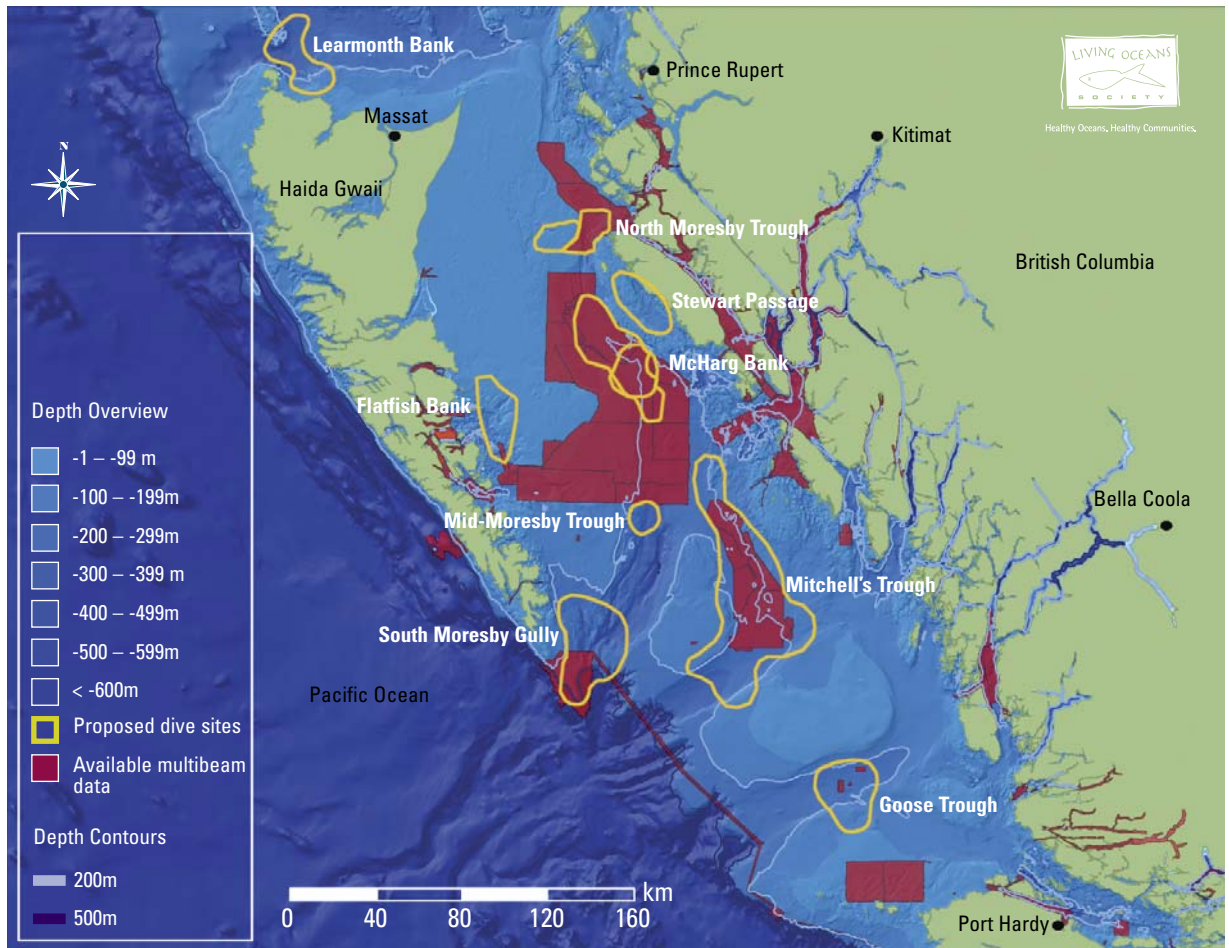 Learmonth Bank
LIVING OCEANS
SOCIETY
Healthy Oceans. Healthy Communities.
Prince Rupert
Massat
Kitimat
N
Haida Gwaii
North Moresby Trough
British Columbia
Stewart Passage
McHarg Bank
Flatfish Bank
Bella Coola
Mid-Moresby Trough
Mitchell's Trough
South Moresby Gully
Pacific Ocean
Goose Trough
Port Hardy
Depth Overview
-1 – -99 m
-100 – -199m
-200 – -299m
-300 – -399 m
-400 – -499m
-500 – -599m
< -600m
Proposed dive sites
Available multibeam
data
Depth Contours
200m
500m
km
0 40 80 120 160